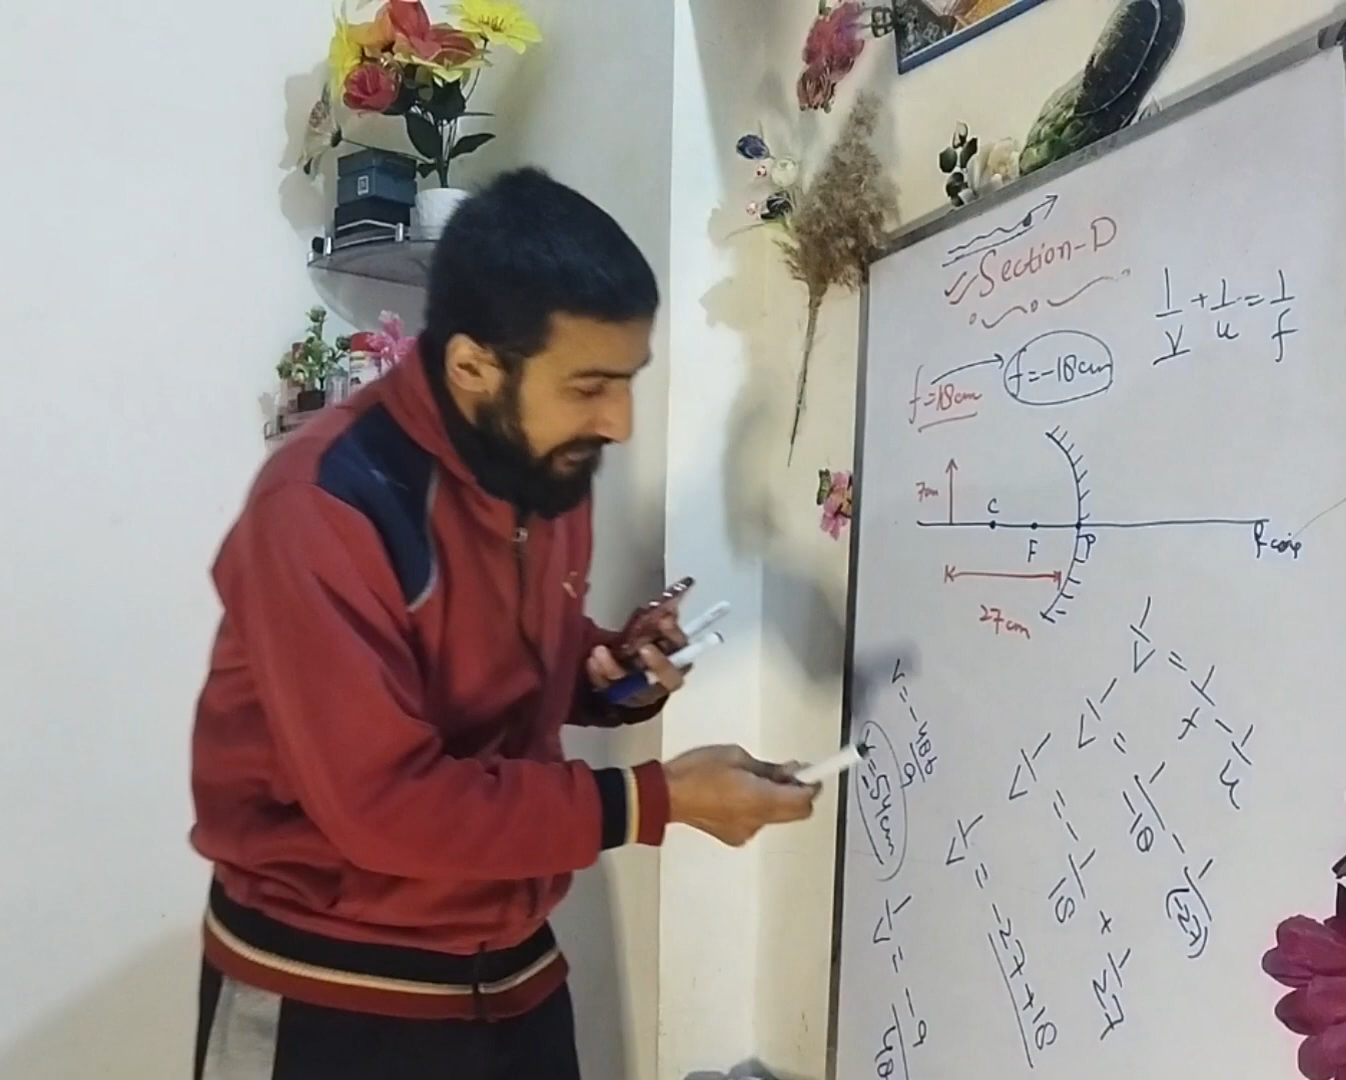 Section-D
1/v + 1/u = 1/f
f=18cm
f=-18cm
7cm
C
F
P
27cm
1/v = 1/f - 1/u
1/v = 1/-18 - 1/(-27)
1/v = -1/18 + 1/27
1/v = -27+18
1/v = -9
v = -486/9
v=-54cm